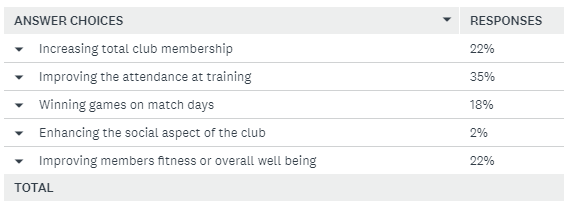 ANSWER CHOICES RESPONSES
Increasing total club membership 22%
Improving the attendance at training 35%
Winning games on match days 18%
Enhancing the social aspect of the club 2%
Improving members fitness or overall well being 22%
TOTAL